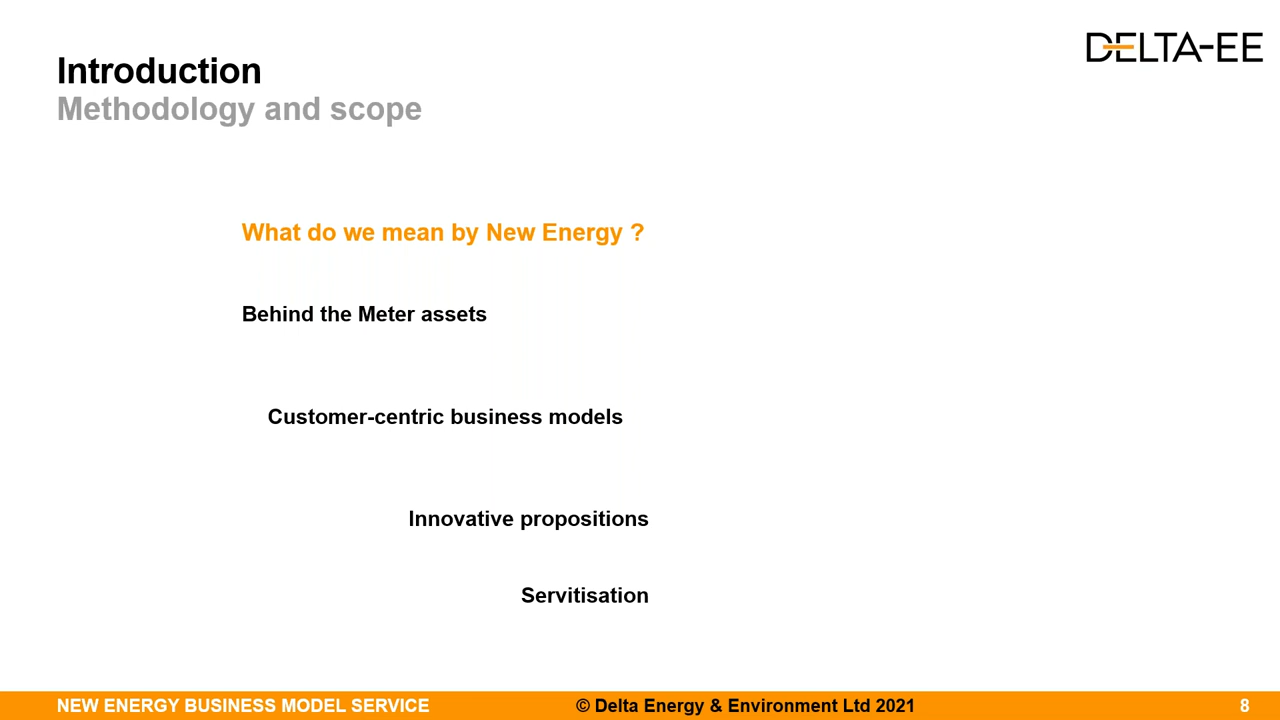 DELTA-EE
Introduction
Methodology and scope
What do we mean by New Energy ?
Behind the Meter assets
Customer-centric business models
Innovative propositions
Servitisation
NEW ENERGY BUSINESS MODEL SERVICE
© Delta Energy & Environment Ltd 2021
8